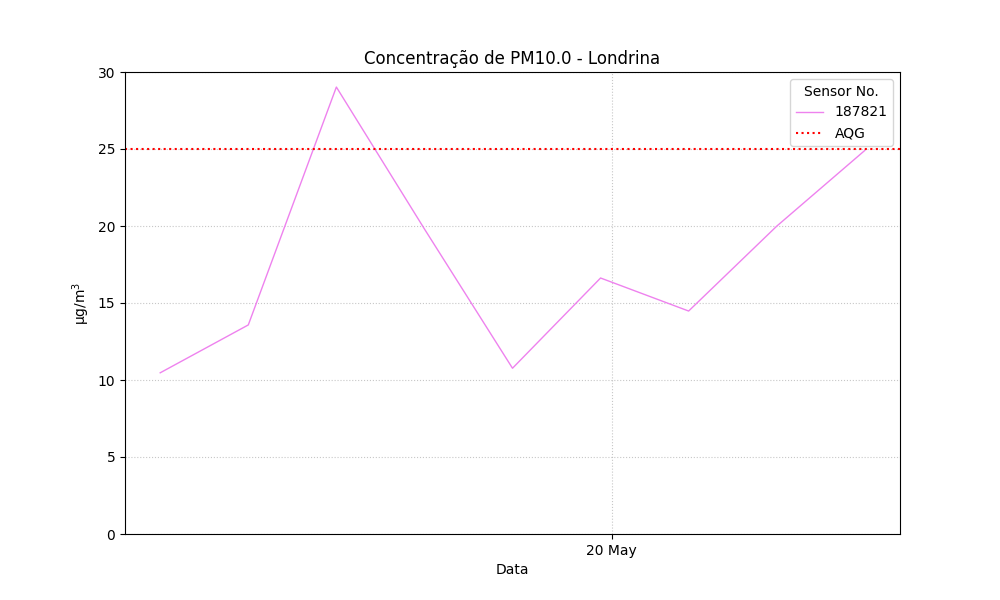 Concentração de PM10.0 - Londrina
30
25
20
15
10
5
0
µg/m³
20 May
Data
Sensor No.
187821
AQG